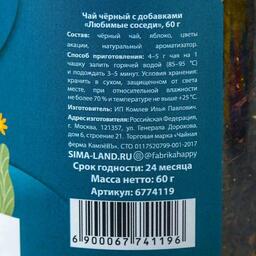 Чай чёрный с добавками
«Любимые соседи», 60 г
Состав: чёрный чай, яблоко, цветы
акации, натуральный ароматизатор.
Способ приготовления: 4–5 г чая на 1
чашку залить горячей водой (85–95 °С)
и подождать 3–5 минут. Условия хранения:
хранить в сухом, защищенном от света
месте, при относительной влажности
не более 70 % и температуре не выше +25 °С.
Изготовитель: ИП Комлев Илья Павлович.
Адрес изготовителя: Российская Федерация,
г. Москва, 121357, ул. Генерала Дорохова,
дом 6, строение 21. Торговая марка «Чайная
ферма КамлёвЪ». СТО 0117520799-001-2017
SIMA-LAND.RU @fabrikahappy
Срок годности: 24 месяца
Масса нетто: 60 г
Артикул: 6774119
6 900067 741196